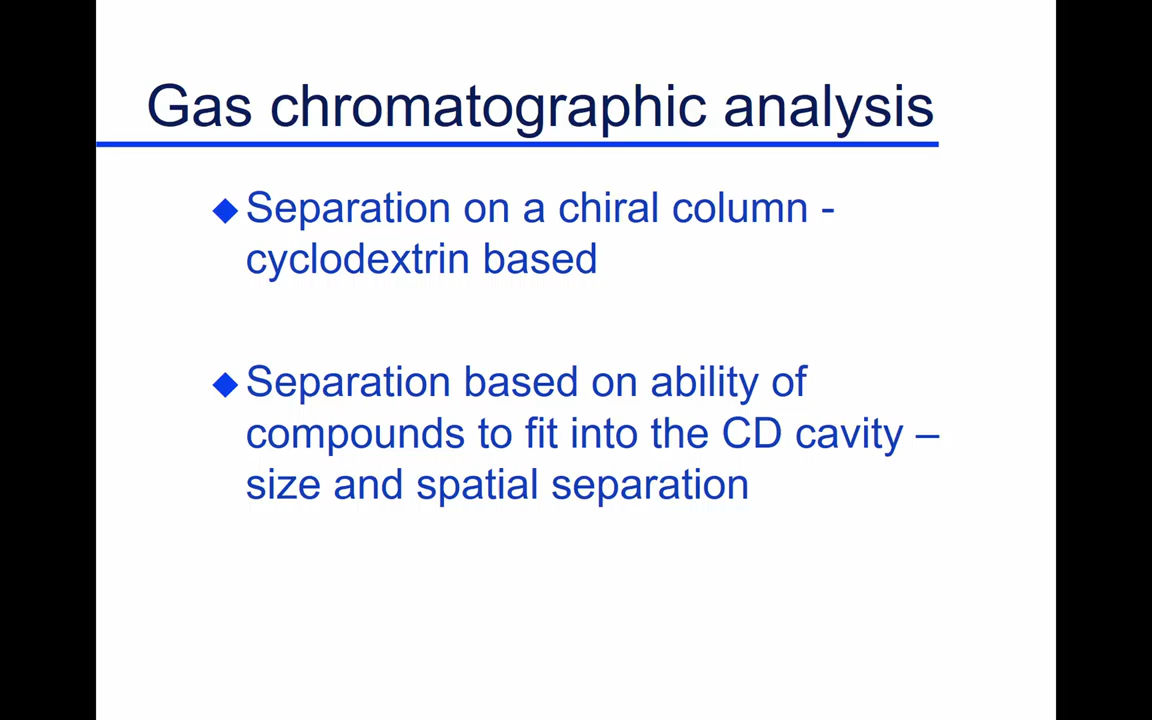 Gas chromatographic analysis
Separation on a chiral column -
cyclodextrin based
Separation based on ability of
compounds to fit into the CD cavity –
size and spatial separation